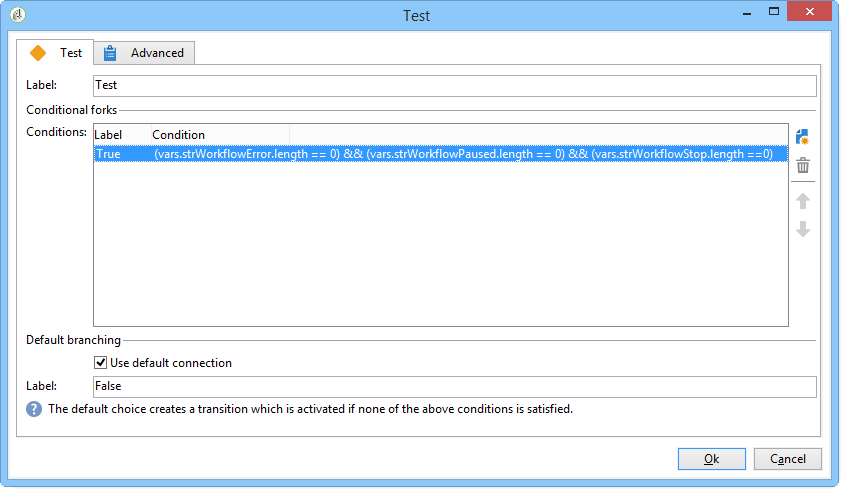 Test
Test
Advanced
Label:
Test
Conditional forks
Conditions:
Label Condition
True (vars.strWorkflowError.length == 0) && (vars.strWorkflowPaused.length == 0) && (vars.strWorkflowStop.length ==0)
Default branching
Use default connection
Label:
False
The default choice creates a transition which is activated if none of the above conditions is satisfied.
Ok
Cancel